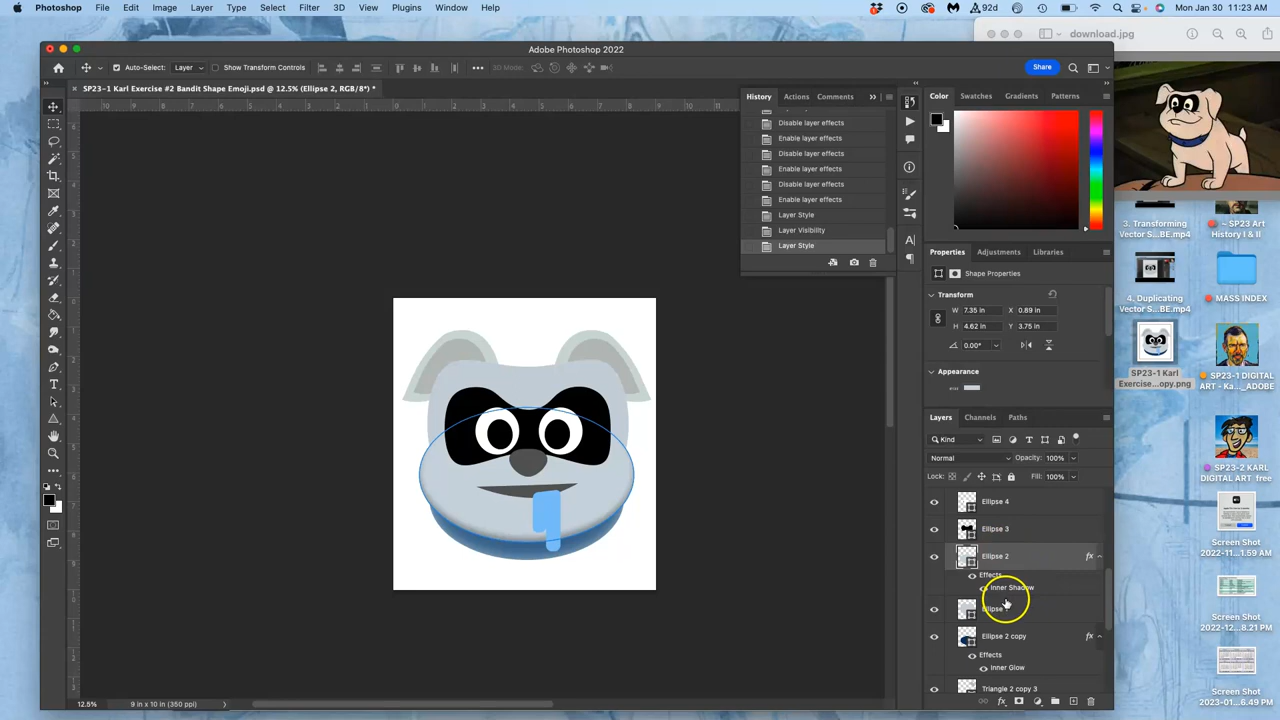 Photoshop File Edit Image Layer Type Select Filter 3D View Plugins Window Help
92d Mon Jan 30 11:23 AM
Adobe Photoshop 2022
download.jpg
Auto-Select: Layer Show Transform Controls 3D Mode: Share
SP23-1 Karl Exercise #2 Bandit Shape Emoji.psd @ 12.5% (Ellipse 2, RGB/8*) *
History Actions Comments
Disable layer effects
Enable layer effects
Disable layer effects
Enable layer effects
Disable layer effects
Enable layer effects
Layer Style
Layer Visibility
Layer Style
Color Swatches Gradients Patterns
Properties Adjustments Libraries
Shape Properties
Transform
W 7.35 in X 0.89 in
H 4.62 in Y 3.75 in
0.00°
Appearance
Layers Channels Paths
Kind
Normal Opacity: 100%
Lock: Fill: 100%
Ellipse 4
Ellipse 3
Ellipse 2 fx
Effects
Inner Shadow
Ellipse
Ellipse 2 copy fx
Effects
Inner Glow
Triangle 2 copy 3
12.5% 9 in x 10 in (350 ppi)
3. Transforming
Vector S...BE.mp4
~ SP23 Art
History I & II
4. Duplicating
Vector S...BE.mp4
MASS INDEX
SP23-1 Karl
Exercise...opy.png
SP23-1 DIGITAL
ART - Ka..._ADOBE
SP23-2 KARL
DIGITAL ART free
Screen Shot
2022-11...1.59 AM
Screen Shot
2022-12...8.21 PM
Screen Shot
2023-01...6.49 PM